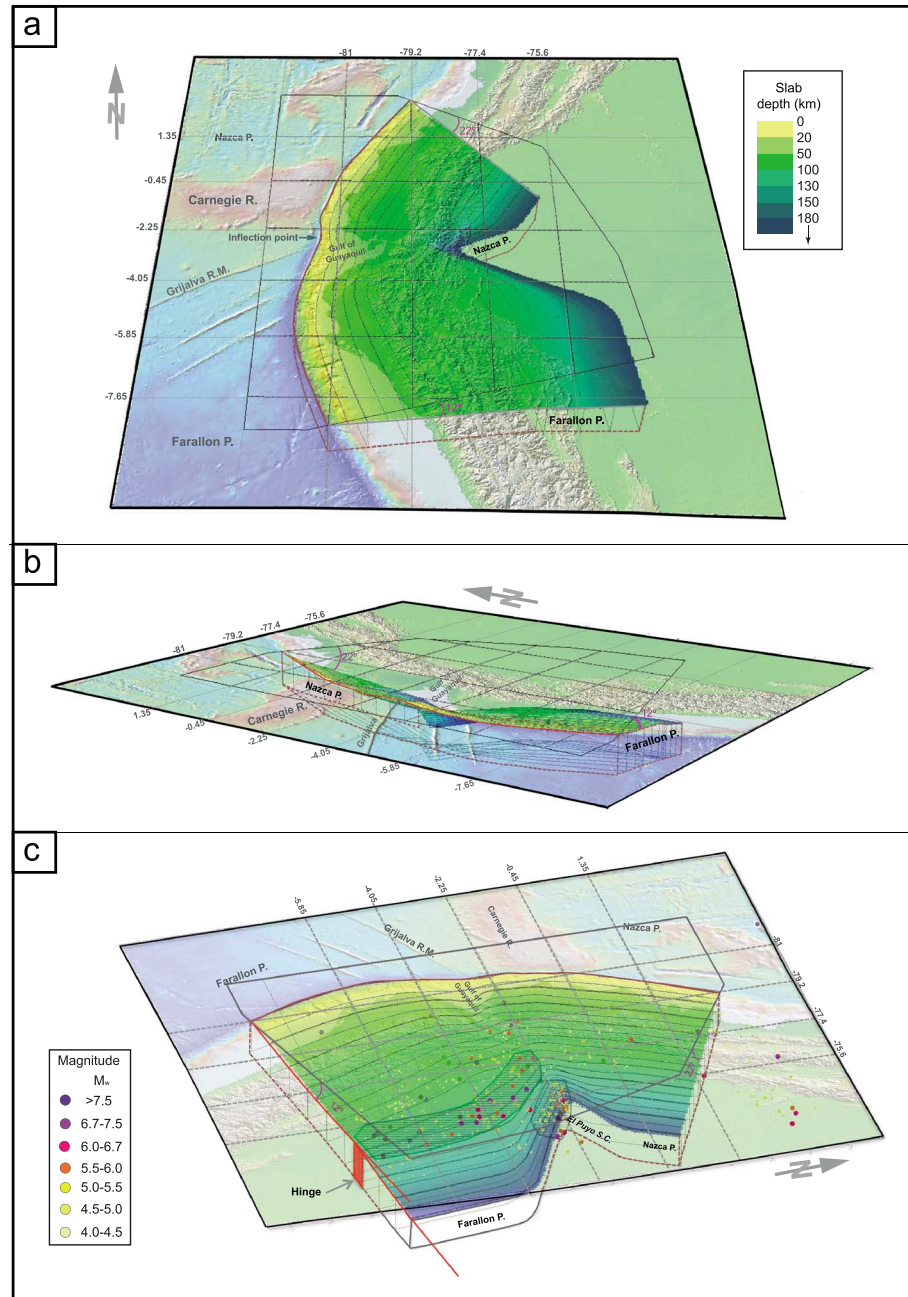 a
-81
-79.2
-77.4
-75.6
N
Slab
depth (km)
0
20
50
100
130
150
180
22°
1.35
Nazca P.
-0.45
Carnegie R.
-2.25
Inflection point
Gulf of
Guayaquil
Nazca P.
-4.05
Grijalva R.M.
-5.85
-7.65
Farallon P.
Farallon P.
b
N
-75.6
-77.4
-79.2
-81
Nazca P.
Carnegie R.
Grijalva
Guayaquil
12°
Farallon P.
1.35
-0.45
-2.25
-4.05
-5.85
-7.65
c
1.35
-0.45
-2.25
-4.05
-5.85
Carnegie R.
Nazca P.
Grijalva R.M.
Farallon P.
-81
-79.2
-77.4
-75.6
Gulf of
Guayaquil
Magnitude
Mw
>7.5
6.7-7.5
6.0-6.7
5.5-6.0
5.0-5.5
4.5-5.0
4.0-4.5
El Puyo S.C.
Nazca P.
Hinge
Farallon P.
N